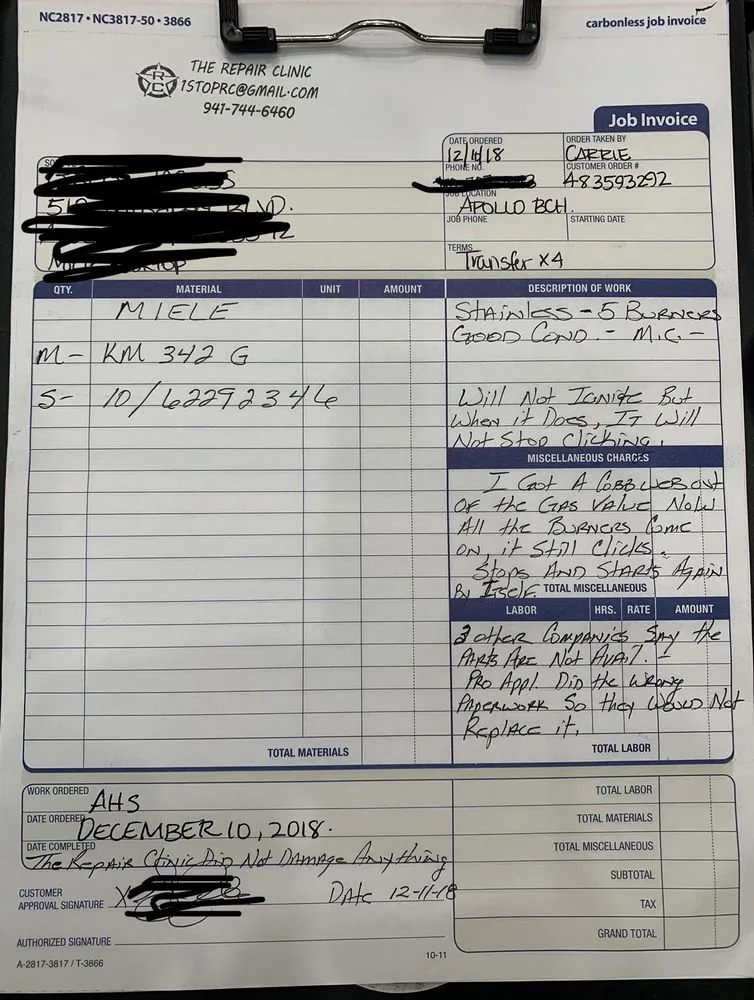 NC2817 • NC3817-50 • 3866
carbonless job invoice
RC
THE REPAIR CLINIC
1STOPRC@GMAIL.COM
941-744-6460
Job Invoice
DATE ORDERED
ORDER TAKEN BY
CARRIE
PHONE NO.
CUSTOMER ORDER #
483593292
BLVD.
JOB LOCATION
APOLLO BCH.
JOB PHONE
STARTING DATE
TERMS
Transfer x4
QTY. MATERIAL UNIT AMOUNT DESCRIPTION OF WORK
MIELE
STAINLESS - 5 BURNERS
GOOD COND. - M.C. -
M- KM 342 G
S- 10/62292346
Will Not Ignite But
When it Does, It Will
Not Stop Clicking.
MISCELLANEOUS CHARGES
I Got A Cobbweb out
OF the GAS VALVE Now
All the BURNERS Come
ON, it Still Clicks.
Stops AND Starts Again
By Itself. TOTAL MISCELLANEOUS
LABOR HRS. RATE AMOUNT
3 other Companies Say the
PARTS ARE Not Avail. -
Pro Appl. Did the Wrong
PAPERWORK So they Would Not
Replace it.
TOTAL MATERIALS
TOTAL LABOR
WORK ORDERED
AHS
DATE ORDERED
DECEMBER 10, 2018.
DATE COMPLETED
The Repair Clinic Did Not Damage Anything
CUSTOMER
APPROVAL SIGNATURE X
Date 12-11-18
AUTHORIZED SIGNATURE
TOTAL LABOR
TOTAL MATERIALS
TOTAL MISCELLANEOUS
SUBTOTAL
TAX
GRAND TOTAL
A-2817-3817 / T-3866
10-11